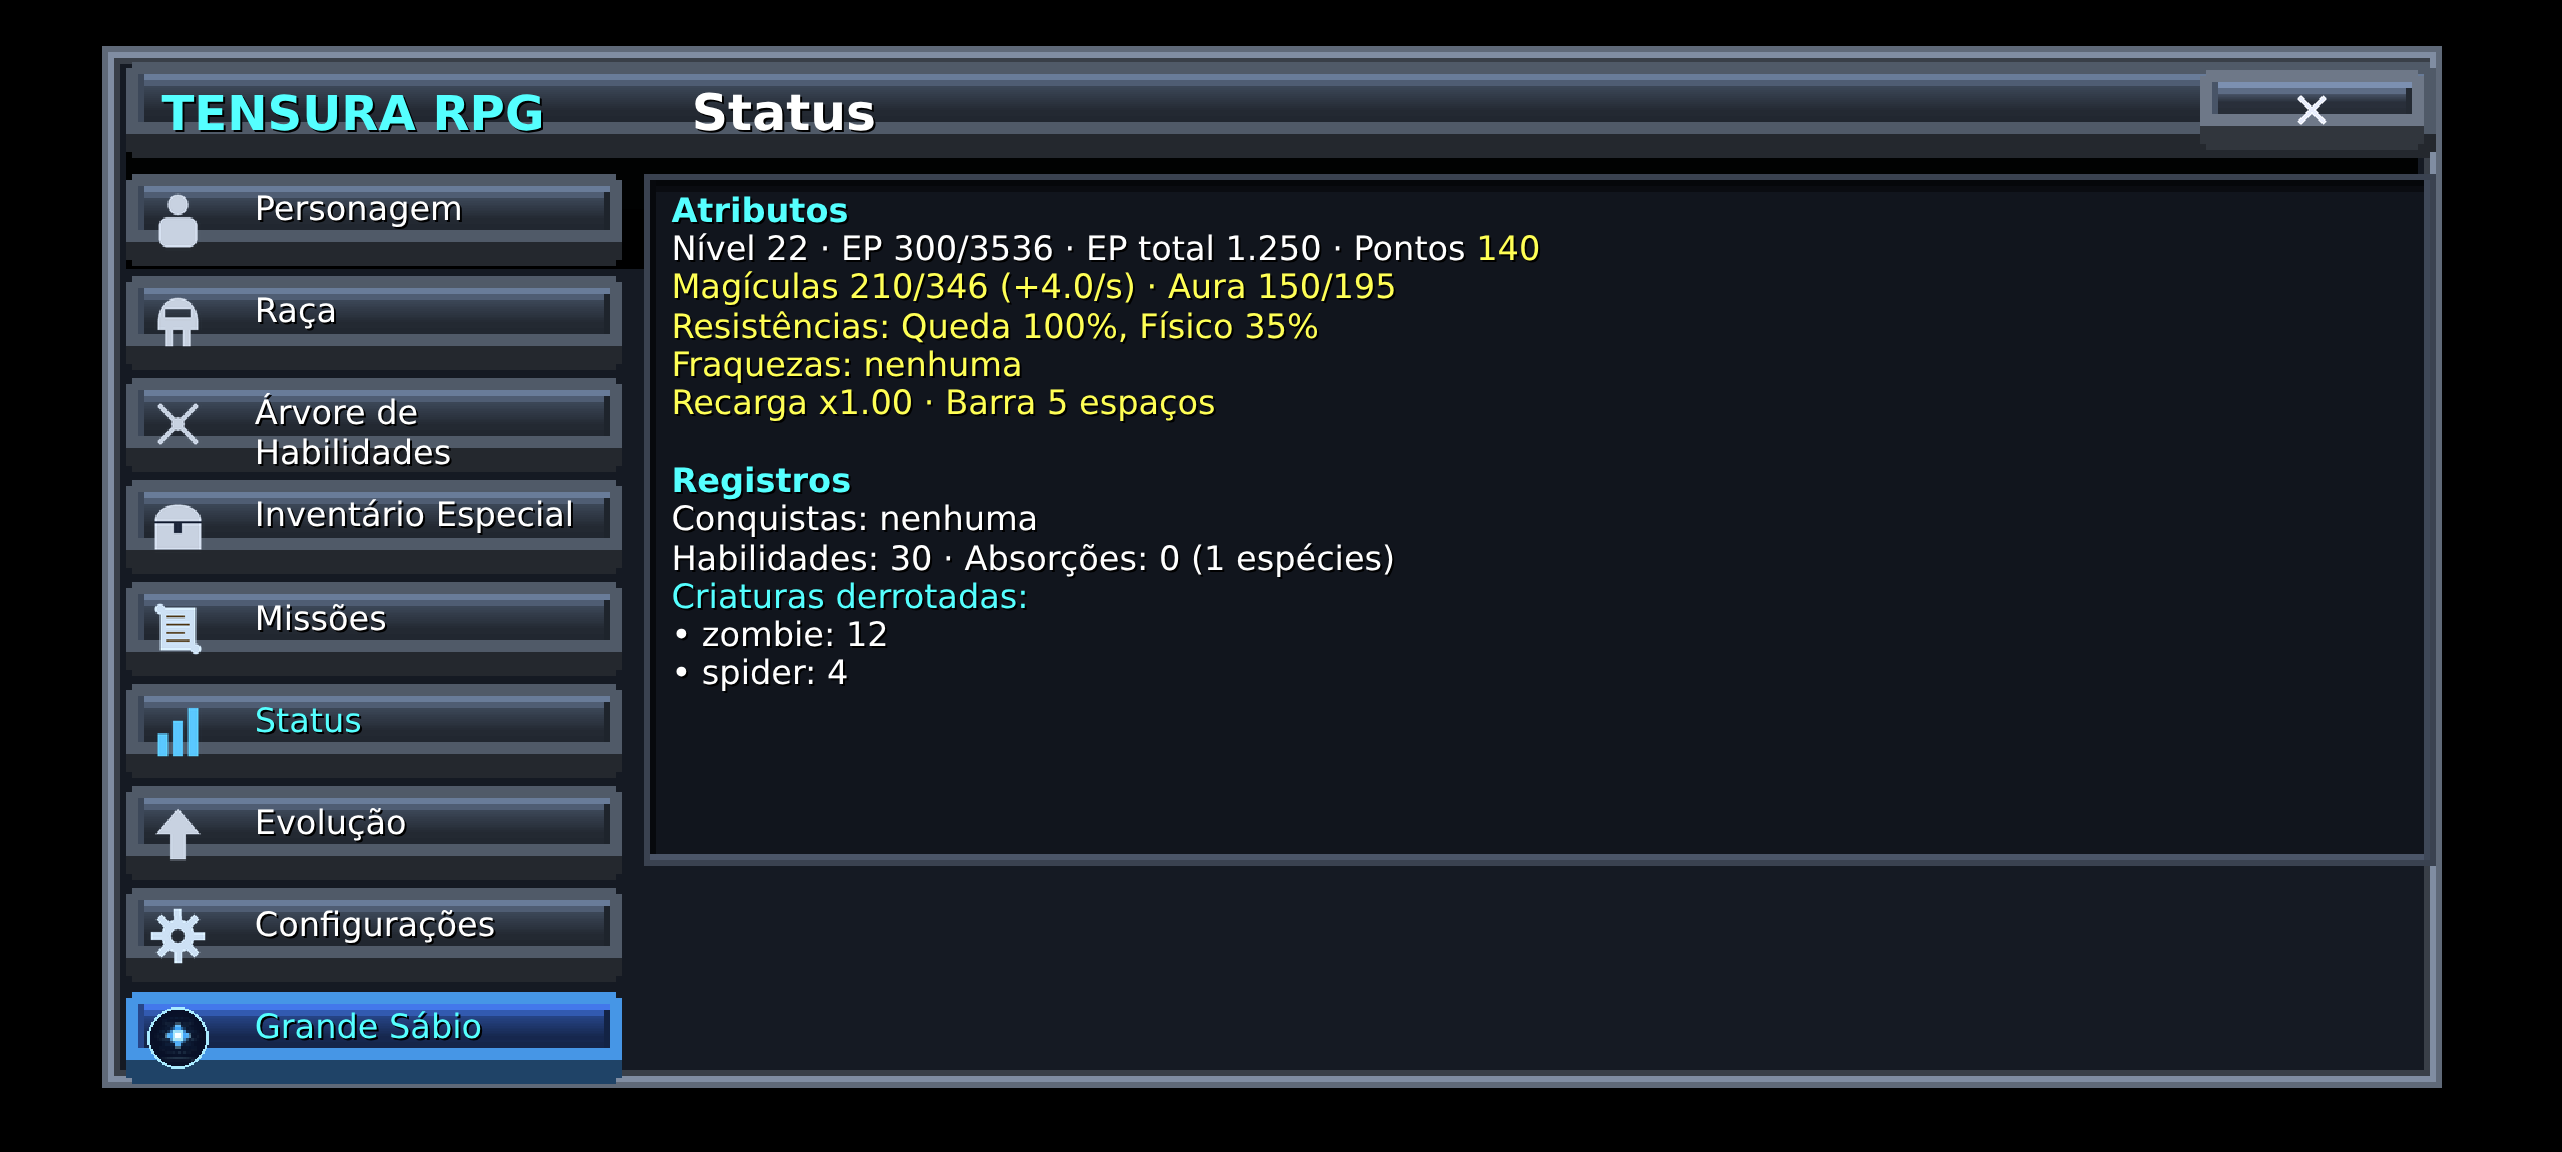 TENSURA RPG
Status
×
Personagem
Raça
Árvore de
Habilidades
Inventário Especial
Missões
Status
Evolução
Configurações
Grande Sábio
Atributos
Nível 22 · EP 300/3536 · EP total 1.250 · Pontos 140
Magículas 210/346 (+4.0/s) · Aura 150/195
Resistências: Queda 100%, Físico 35%
Fraquezas: nenhuma
Recarga x1.00 · Barra 5 espaços
Registros
Conquistas: nenhuma
Habilidades: 30 · Absorções: 0 (1 espécies)
Criaturas derrotadas:
• zombie: 12
• spider: 4